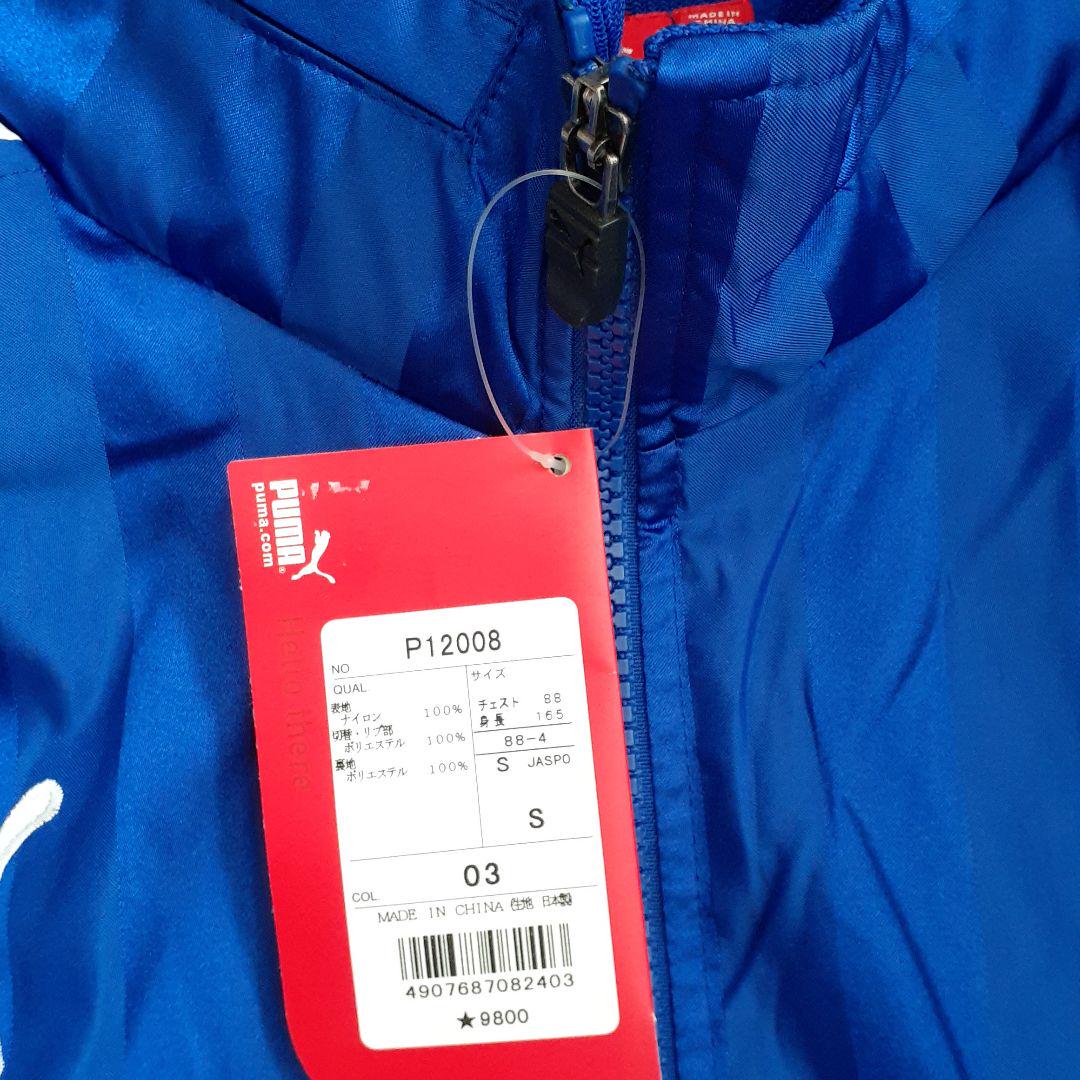 MADE IN
CHINA
PUMA®
puma.com
Hello there
NO
P12008
QUAL.
表地
ナイロン 100%
切替・リブ部
ポリエステル 100%
裏地
ポリエステル 100%
サイズ
チェスト 88
身長 165
88-4
S JASPO
S
COL.
03
MADE IN CHINA (生地 日本製)
4907687082403
★9800